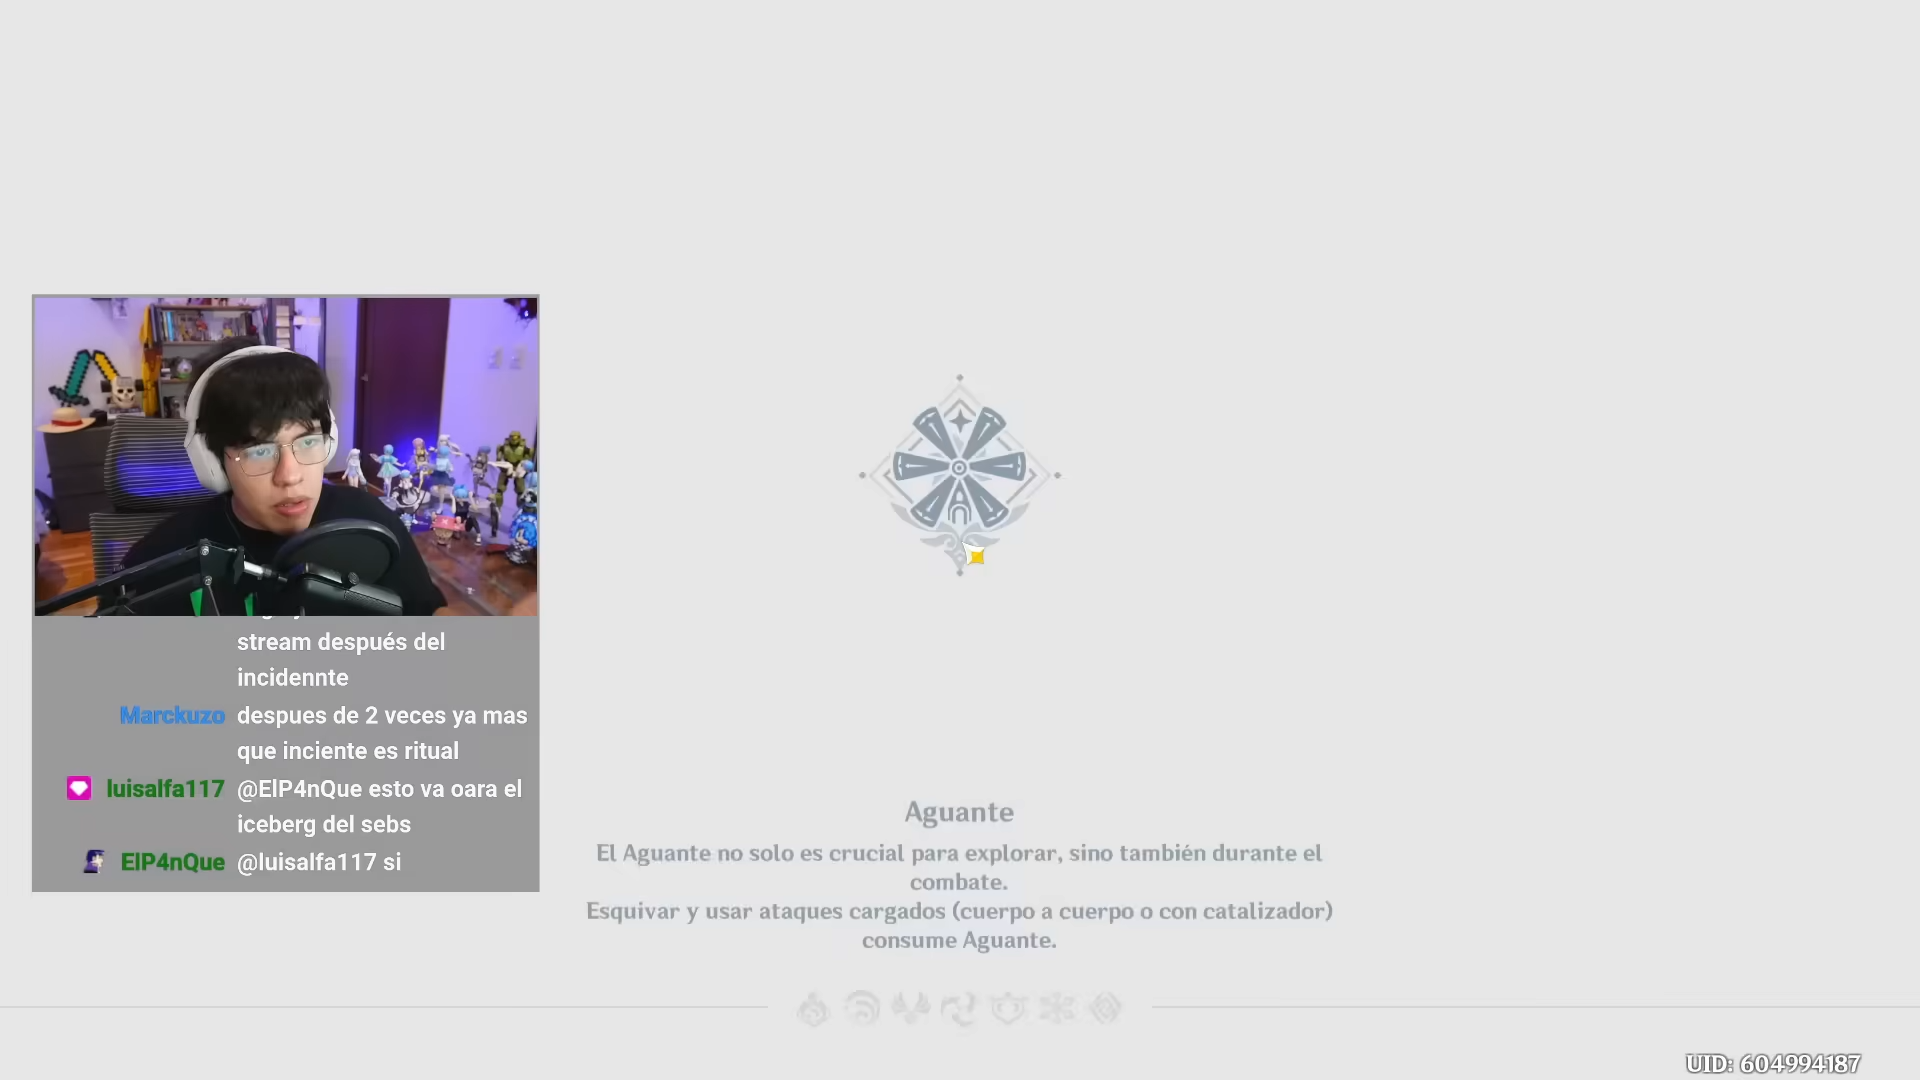 stream después del
incidennte
Marckuzo despues de 2 veces ya mas
que inciente es ritual
luisalfa117 @ElP4nQue esto va oara el
iceberg del sebs
ElP4nQue @luisalfa117 si
Aguante
El Aguante no solo es crucial para explorar, sino también durante el
combate.
Esquivar y usar ataques cargados (cuerpo a cuerpo o con catalizador)
consume Aguante.
UID: 604994187